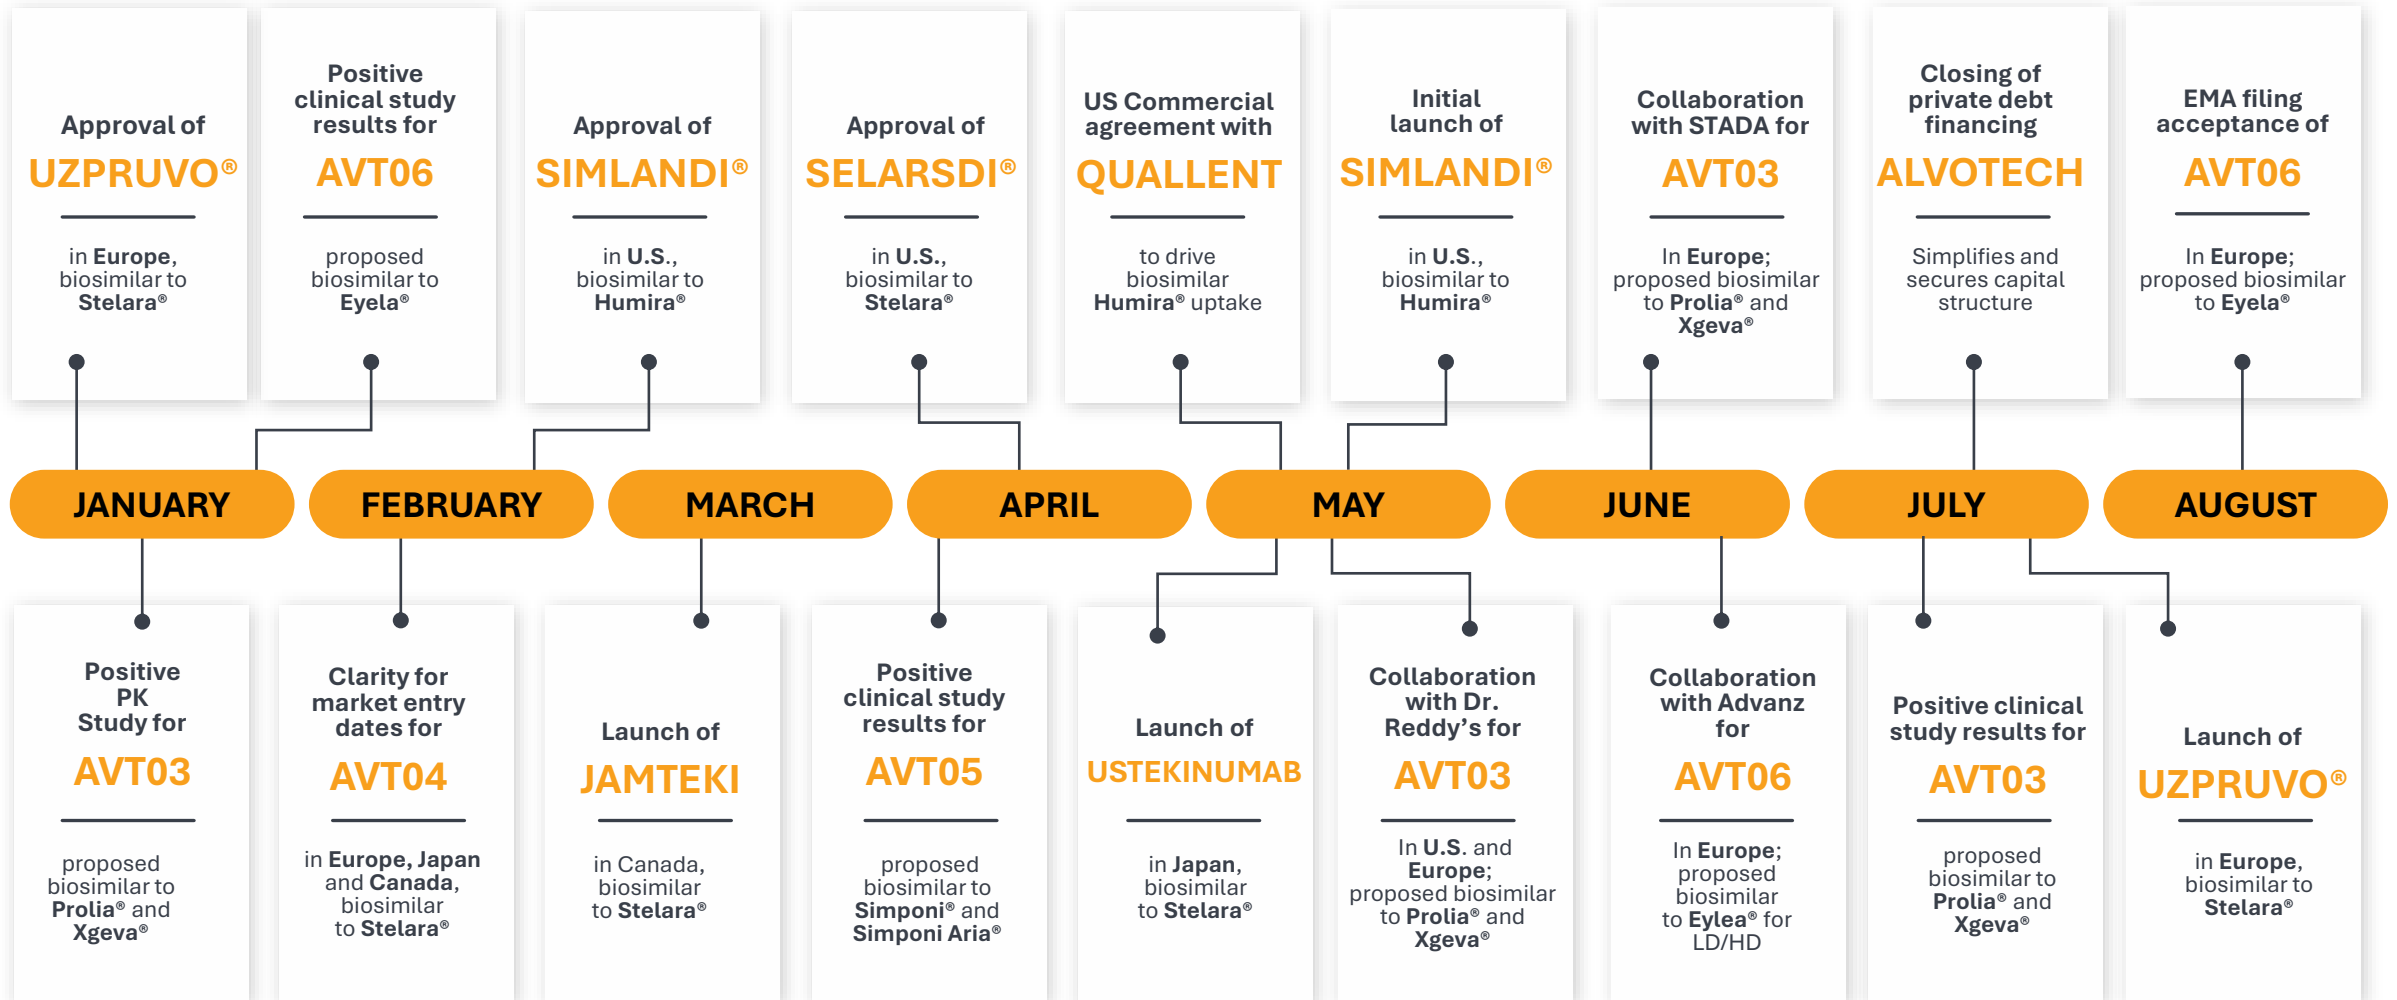 Approval of
UZPRUVO®
in Europe,
biosimilar to
Stelara®
Positive
clinical study
results for
AVT06
proposed
biosimilar to
Eyela®
Approval of
SIMLANDI®
in U.S.,
biosimilar to
Humira®
Approval of
SELARSDI®
in U.S.,
biosimilar to
Stelara®
US Commercial
agreement with
QUALLENT
to drive
biosimilar
Humira® uptake
Initial
launch of
SIMLANDI®
in U.S.,
biosimilar to
Humira®
Collaboration
with STADA for
AVT03
In Europe;
proposed biosimilar
to Prolia® and
Xgeva®
Closing of
private debt
financing
ALVOTECH
Simplifies and
secures capital
structure
EMA filing
acceptance of
AVT06
In Europe;
proposed biosimilar
to Eyela®
JANUARY
FEBRUARY
MARCH
APRIL
MAY
JUNE
JULY
AUGUST
Positive
PK
Study for
AVT03
proposed
biosimilar to
Prolia® and
Xgeva®
Clarity for
market entry
dates for
AVT04
in Europe, Japan
and Canada,
biosimilar
to Stelara®
Launch of
JAMTEKI
in Canada,
biosimilar
to Stelara®
Positive
clinical study
results for
AVT05
proposed
biosimilar to
Simponi® and
Simponi Aria®
Launch of
USTEKINUMAB
in Japan,
biosimilar
to Stelara®
Collaboration
with Dr.
Reddy’s for
AVT03
In U.S. and
Europe;
proposed biosimilar
to Prolia® and
Xgeva®
Collaboration
with Advanz
for
AVT06
In Europe;
proposed
biosimilar
to Eylea® for
LD/HD
Positive clinical
study results for
AVT03
proposed
biosimilar to
Prolia® and
Xgeva®
Launch of
UZPRUVO®
in Europe,
biosimilar to
Stelara®